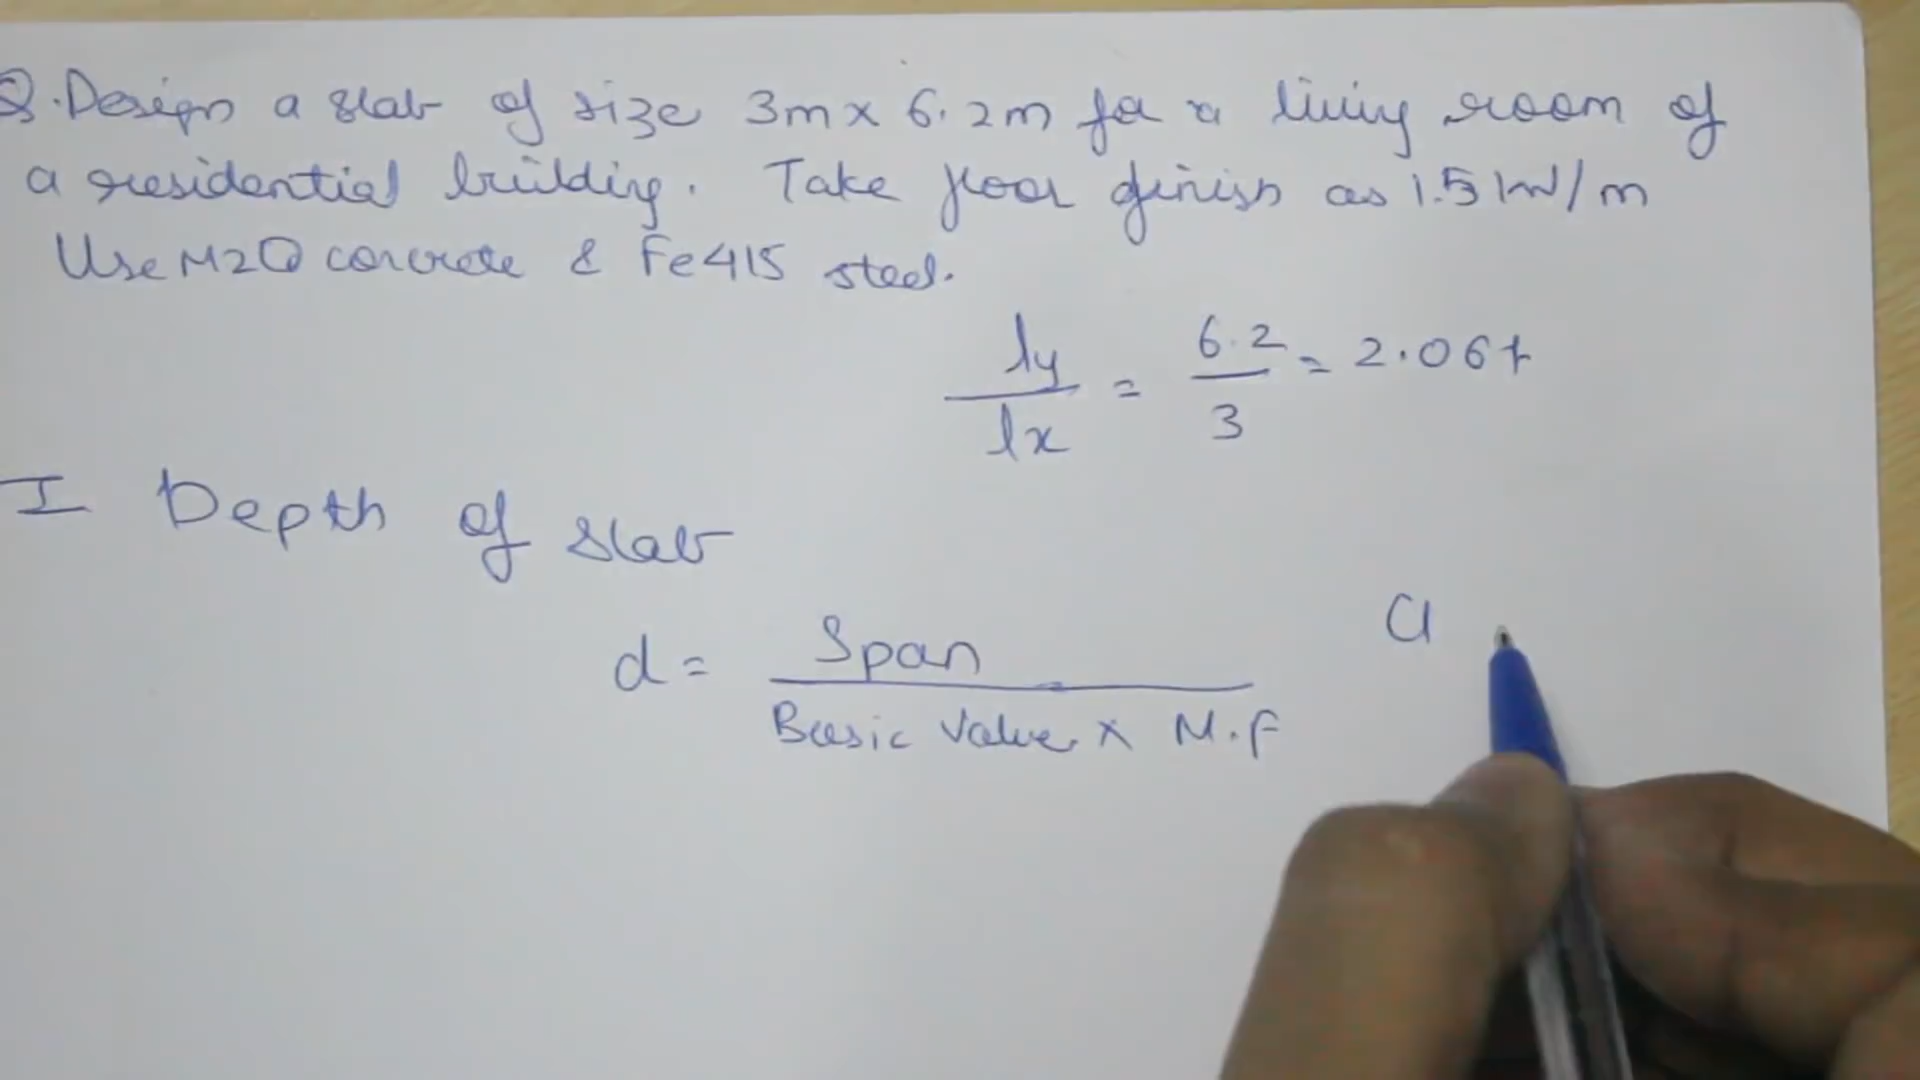 Q. Design a slab of size 3m x 6.2m for a living room of
a residential building. Take floor finish as 1.5 kN/m
Use M20 concrete & Fe415 steel.
ly/lx = 6.2/3 = 2.067
I Depth of slab
d = Span / Basic Value x M.F
Cl